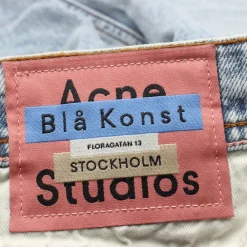 Acne
Blå Konst
FLORAGATAN 13
STOCKHOLM
Studios